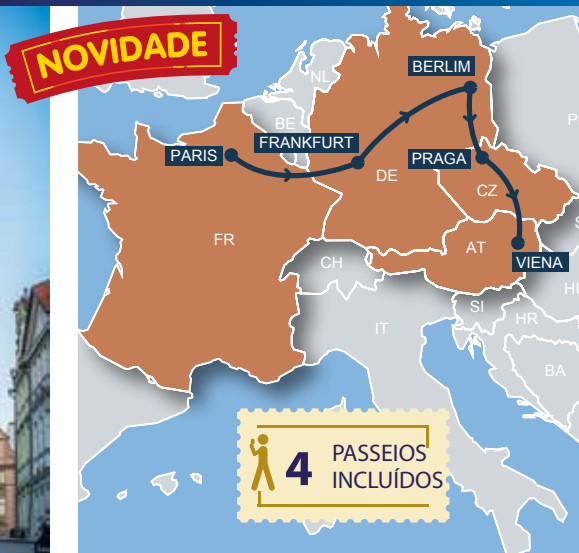 NOVIDADE
NL
BERLIM
BE
FRANKFURT
PARIS
PRAGA
DE
CZ
FR
AT
CH
VIENA
SI
HR
IT
BA
4 PASSEIOS
INCLUÍDOS